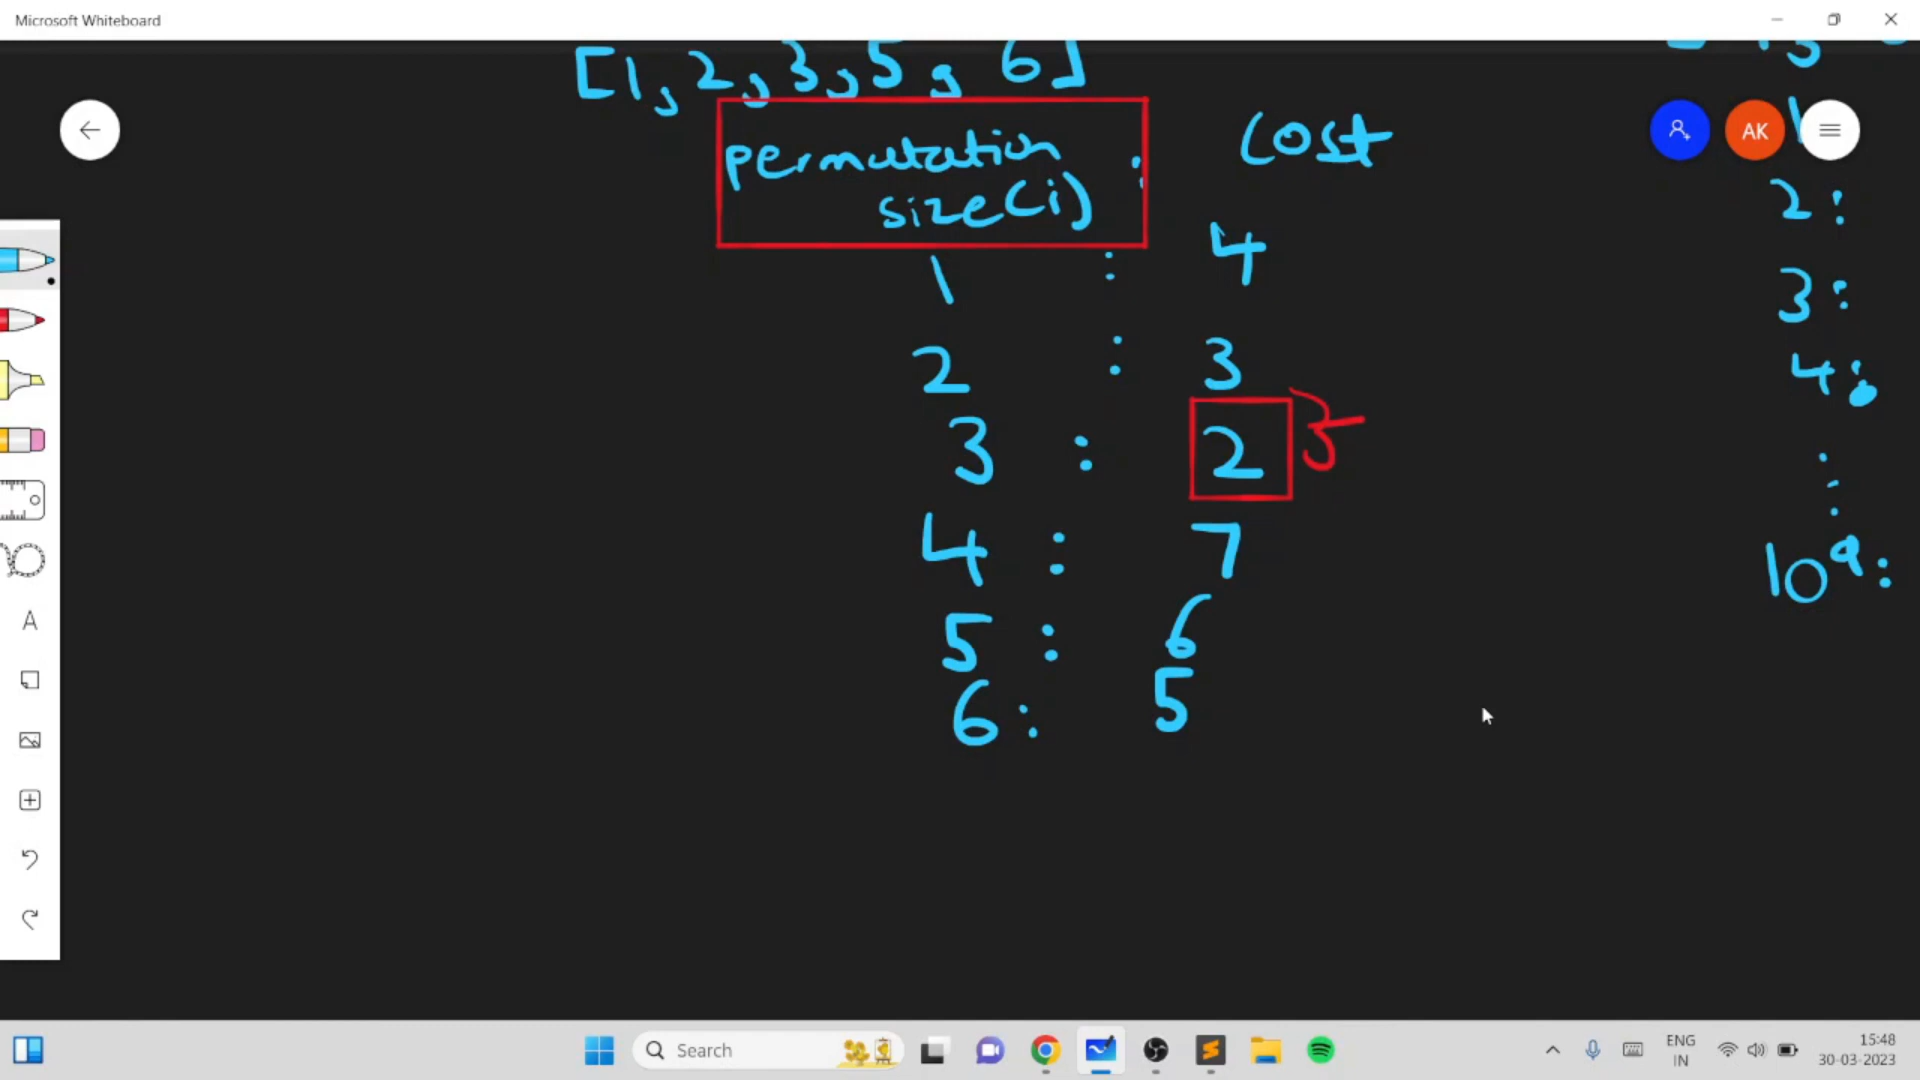 Microsoft Whiteboard
[1, 2, 3, 5, 6]
permutation : cost
size(i)
1 : 4
2 : 3
3 : 2
4 : 7
5 : 6
6 : 5
AK
2 :
3 :
4 :
10⁹ :
A
Search
ENG
IN
15:48
30-03-2023